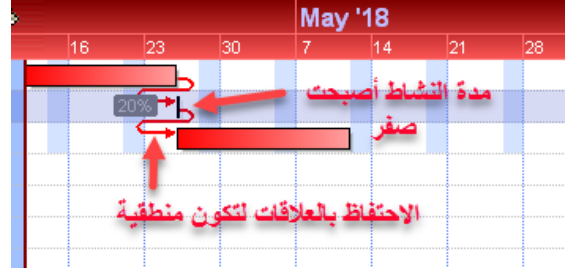 May '18
16 23 30 7 14 21 28
20%
مدة النشاط أصبحت
صفر
الاحتفاظ بالعلاقات لتكون منطقية